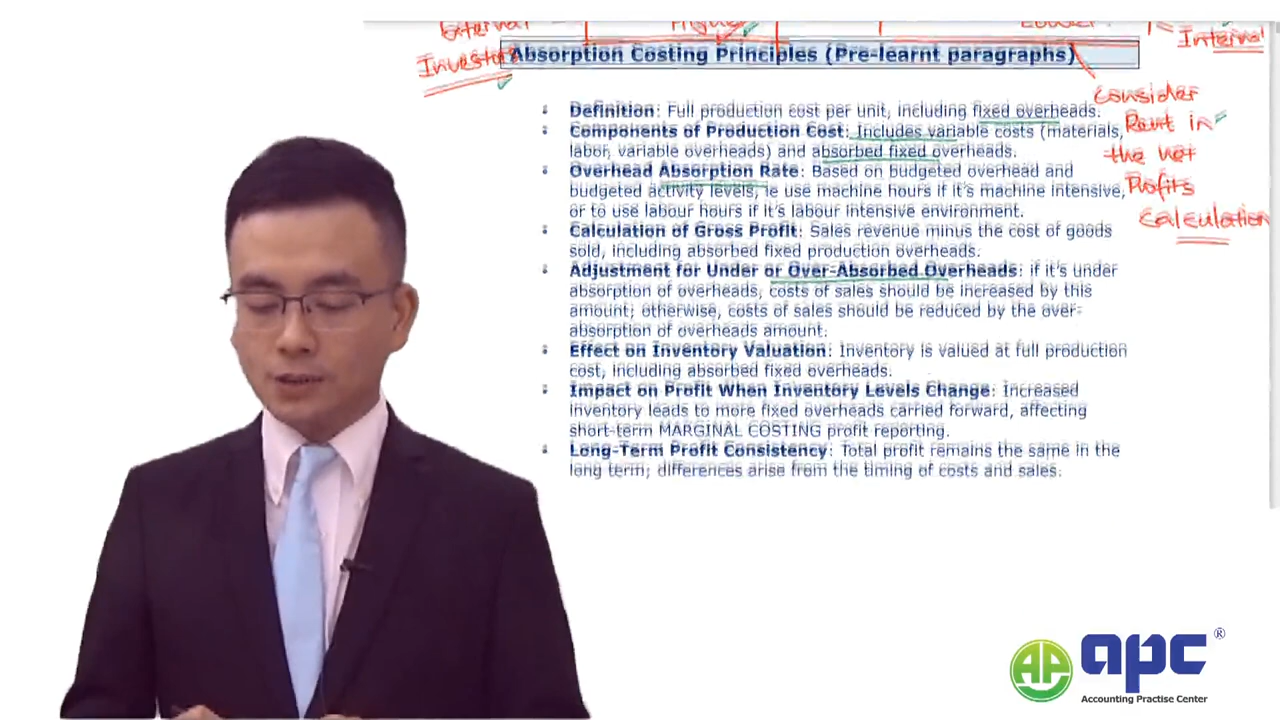 External
Higher
Lower
= Internal
Investors
Absorption Costing Principles (Pre-learnt paragraphs)
Consider
Rent in
the net
Profits
Calculation
Definition: Full production cost per unit, including fixed overheads.
Components of Production Cost: Includes variable costs (materials,
labor, variable overheads) and absorbed fixed overheads.
Overhead Absorption Rate: Based on budgeted overhead and
budgeted activity levels, ie use machine hours if it's machine intensive,
or to use labour hours if it's labour intensive environment.
Calculation of Gross Profit: Sales revenue minus the cost of goods
sold, including absorbed fixed production overheads.
Adjustment for Under or Over-Absorbed Overheads: if it's under
absorption of overheads, costs of sales should be increased by this
amount; otherwise, costs of sales should be reduced by the over-
absorption of overheads amount.
Effect on Inventory Valuation: Inventory is valued at full production
cost, including absorbed fixed overheads.
Impact on Profit When Inventory Levels Change: Increased
inventory leads to more fixed overheads carried forward, affecting
short-term MARGINAL COSTING profit reporting.
Long-Term Profit Consistency: Total profit remains the same in the
long term; differences arise from the timing of costs and sales.
AP apc®
Accounting Practise Center